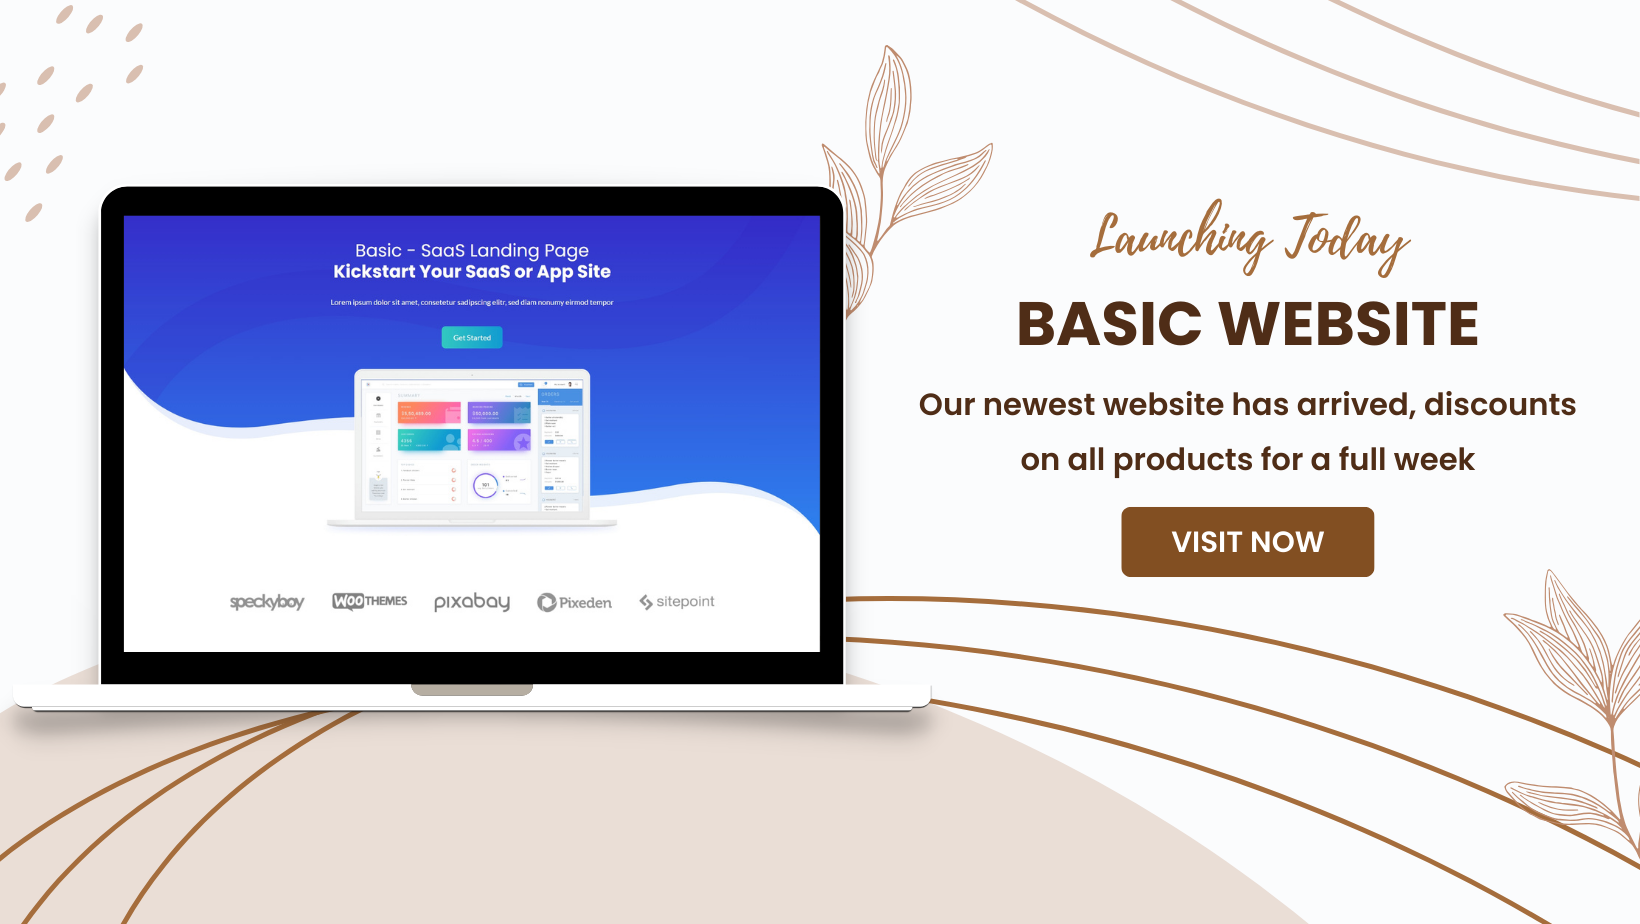 Launching Today
BASIC WEBSITE
Our newest website has arrived, discounts
on all products for a full week
VISIT NOW
Basic - SaaS Landing Page
Kickstart Your SaaS or App Site
Lorem ipsum dolor sit amet, consetetur sadipscing elitr, sed diam nonumy eirmod tempor
Get Started
SUMMARY
speckyboy
WOOTHEMES
pixabay
Pixeden
sitepoint